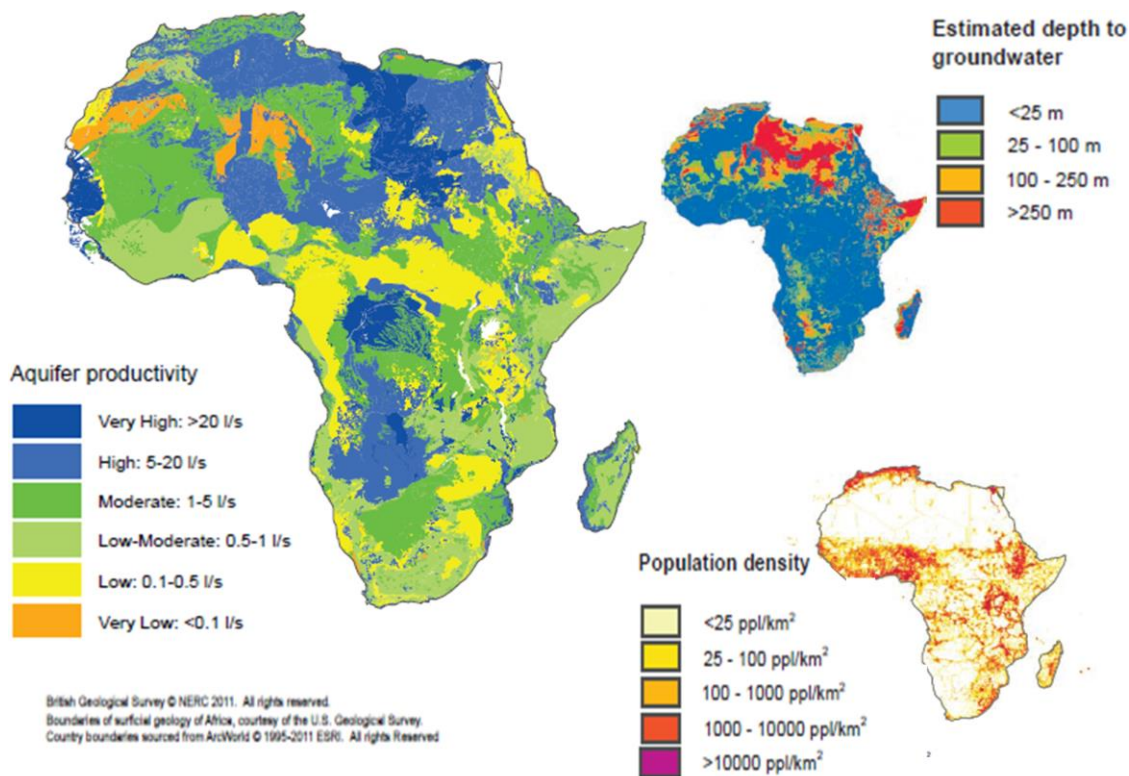 Estimated depth to
groundwater
<25 m
25 - 100 m
100 - 250 m
>250 m
Aquifer productivity
Very High: >20 l/s
High: 5-20 l/s
Moderate: 1-5 l/s
Low-Moderate: 0.5-1 l/s
Low: 0.1-0.5 l/s
Very Low: <0.1 l/s
Population density
<25 ppl/km²
25 - 100 ppl/km²
100 - 1000 ppl/km²
1000 - 10000 ppl/km²
>10000 ppl/km²
British Geological Survey © NERC 2011. All rights reserved.
Boundaries of surficial geology of Africa, courtesy of the U.S. Geological Survey.
Country boundaries sourced from ArcWorld © 1995-2011 ESRI. All rights Reserved